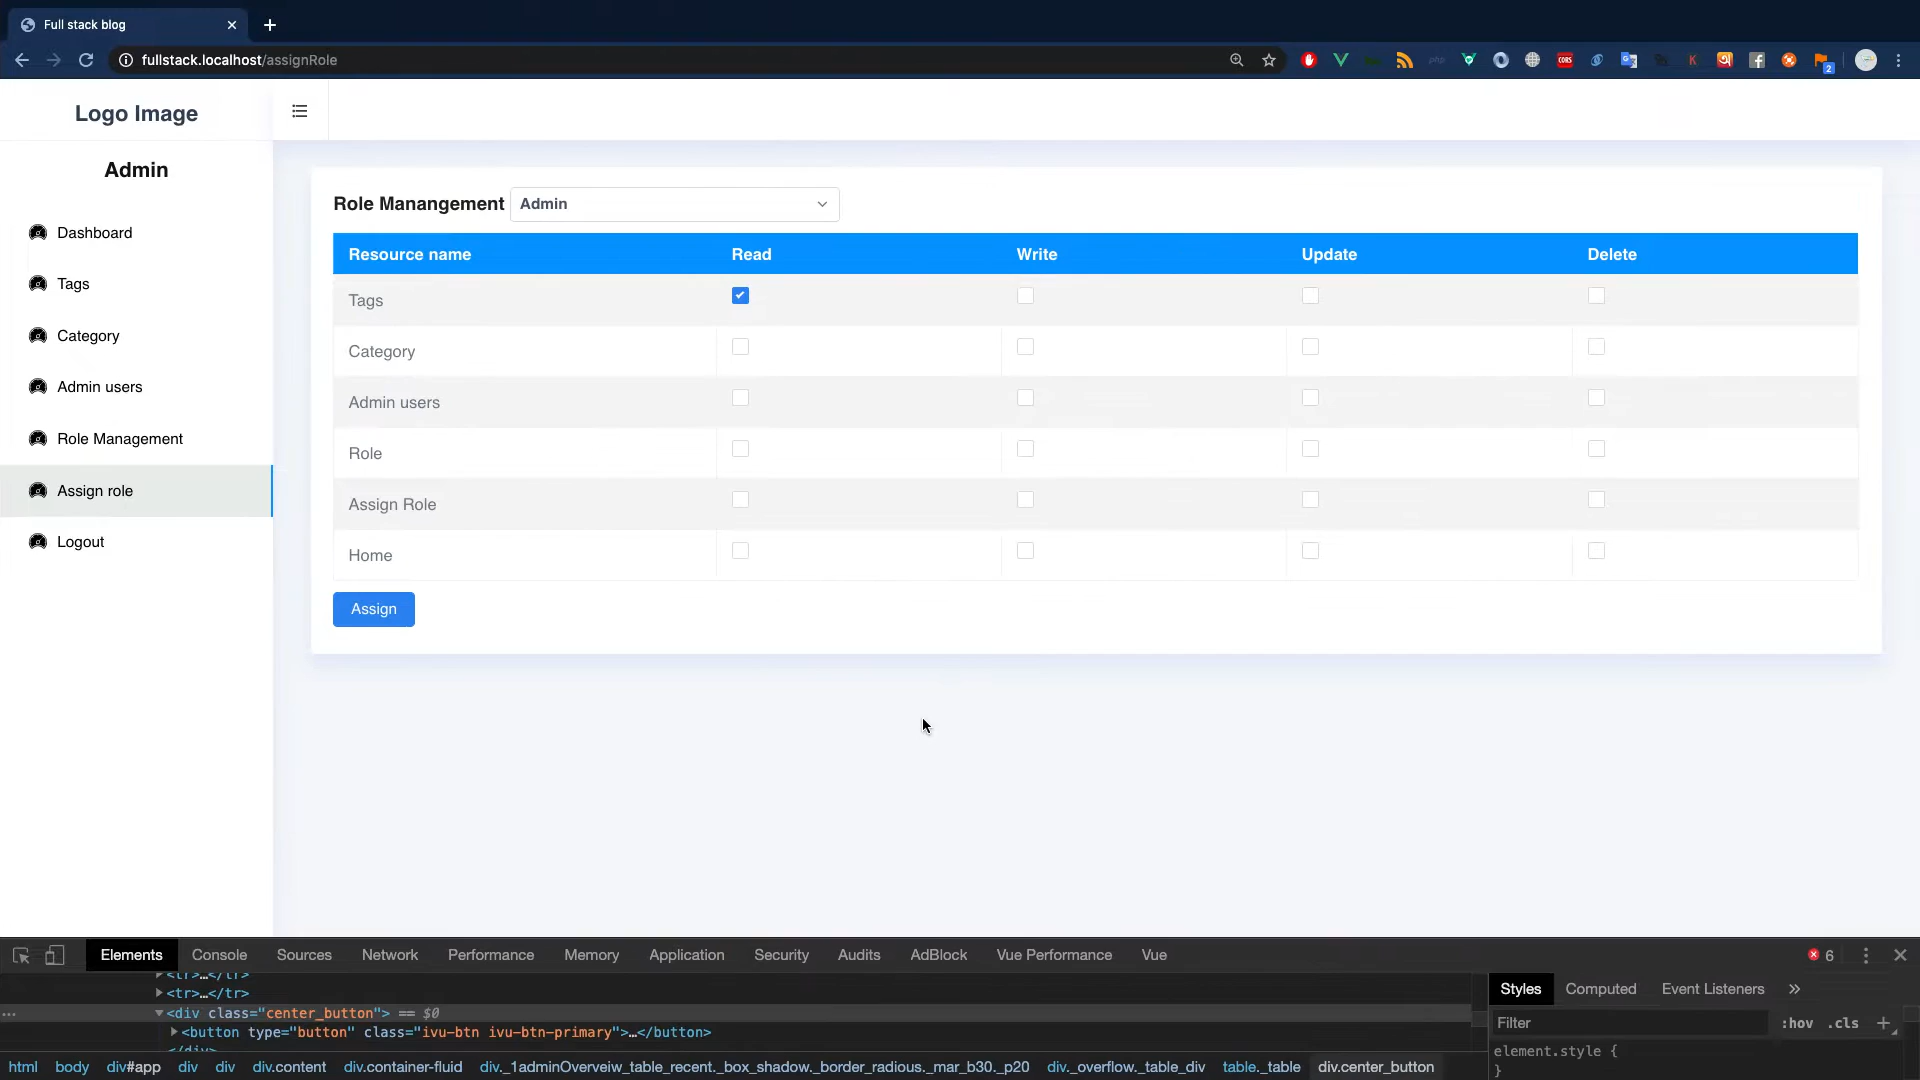 Full stack blog
fullstack.localhost/assignRole
Logo Image
Admin
Dashboard
Tags
Category
Admin users
Role Management
Assign role
Logout
Role Manangement Admin
Resource name Read Write Update Delete
Tags
Category
Admin users
Role
Assign Role
Home
Assign
Elements Console Sources Network Performance Memory Application Security Audits AdBlock Vue Performance Vue 6
<tr>…</tr>
<tr>…</tr>
<div class="center_button"> == $0
<button type="button" class="ivu-btn ivu-btn-primary">…</button>
</div>
html body div#app div div div.content div.container-fluid div._1adminOverveiw_table_recent._box_shadow._border_radious._mar_b30._p20 div._overflow._table_div table._table div.center_button
Styles Computed Event Listeners »
Filter :hov .cls +
element.style {
}